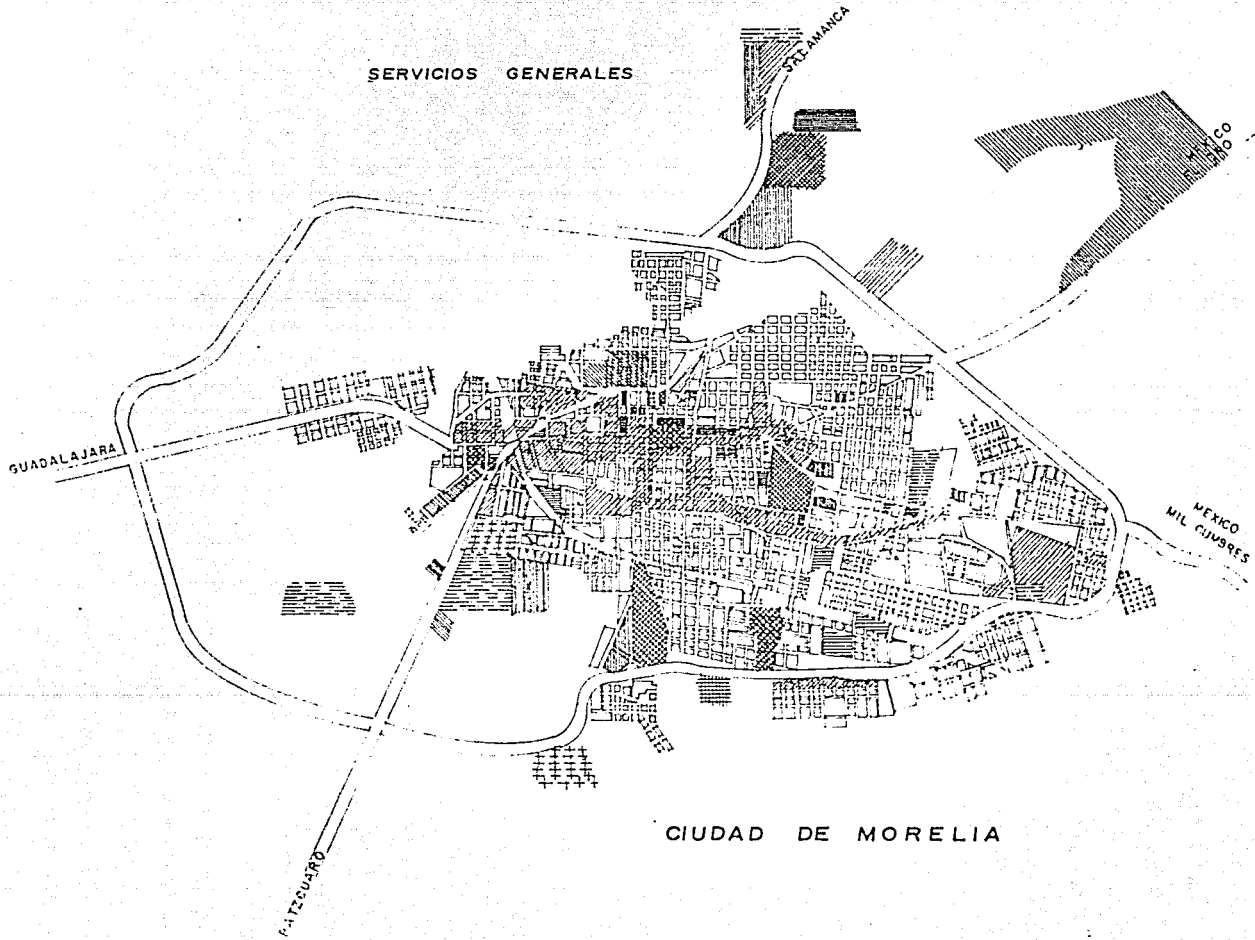 SERVICIOS GENERALES
SALAMANCA
MEXICO
GUADALAJARA
MEXICO
MIL CUMBRES
CIUDAD DE MORELIA
PATZCUARO